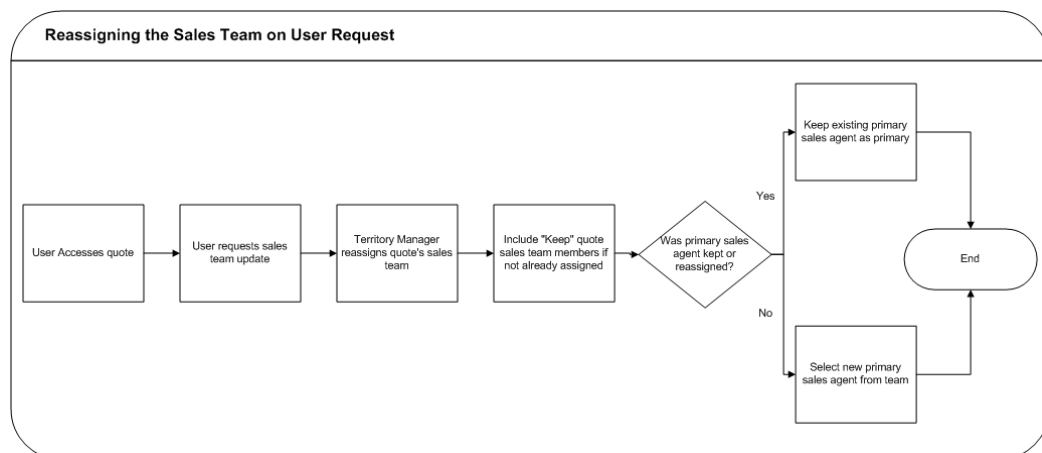 Reassigning the Sales Team on User Request
User Accesses quote
User requests sales
team update
Territory Manager
reassigns quote's sales
team
Include "Keep" quote
sales team members if
not already assigned
Was primary sales
agent kept or
reassigned?
Yes
No
Keep existing primary
sales agent as primary
Select new primary
sales agent from team
End